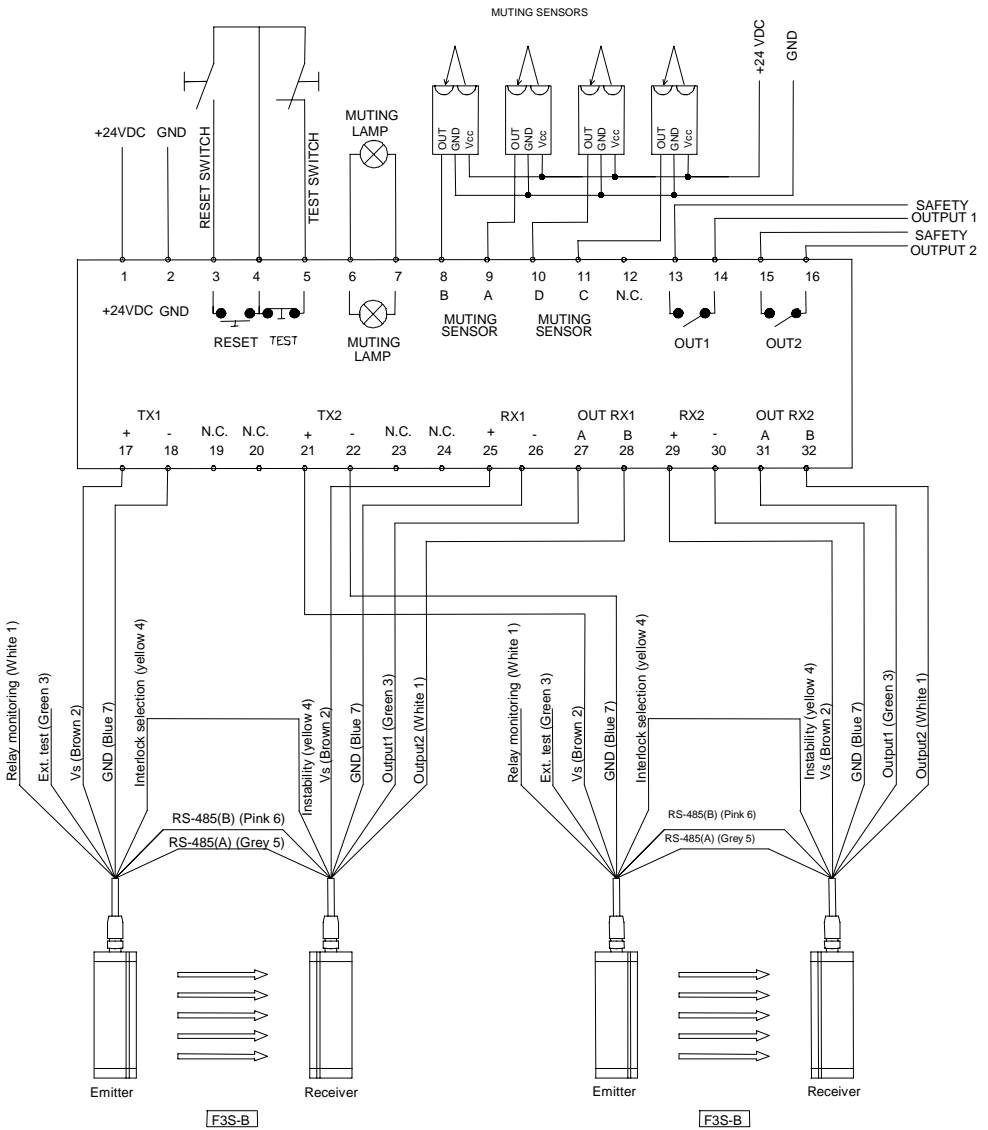 MUTING SENSORS
+24 VDC
GND
+24VDC
GND
RESET SWITCH
TEST SWITCH
MUTING
LAMP
OUT
GND
Vcc
OUT
GND
Vcc
OUT
GND
Vcc
OUT
GND
Vcc
SAFETY
OUTPUT 1
SAFETY
OUTPUT 2
1 2 3 4 5 6 7 8 9 10 11 12 13 14 15 16
B A D C N.C.
+24VDC GND
RESET
TEST
MUTING
LAMP
MUTING
SENSOR
MUTING
SENSOR
OUT1
OUT2
TX1 TX2 RX1 OUT RX1 RX2 OUT RX2
+ - N.C. N.C. + - N.C. N.C. + - A B + - A B
17 18 19 20 21 22 23 24 25 26 27 28 29 30 31 32
Relay monitoring (White 1)
Ext. test (Green 3)
Vs (Brown 2)
GND (Blue 7)
Interlock selection (yellow 4)
Instability (yellow 4)
Vs (Brown 2)
GND (Blue 7)
Output1 (Green 3)
Output2 (White 1)
Relay monitoring (White 1)
Ext. test (Green 3)
Vs (Brown 2)
GND (Blue 7)
Interlock selection (yellow 4)
Instability (yellow 4)
Vs (Brown 2)
GND (Blue 7)
Output1 (Green 3)
Output2 (White 1)
RS-485(B) (Pink 6)
RS-485(A) (Grey 5)
RS-485(B) (Pink 6)
RS-485(A) (Grey 5)
Emitter
Receiver
Emitter
Receiver
F3S-B
F3S-B